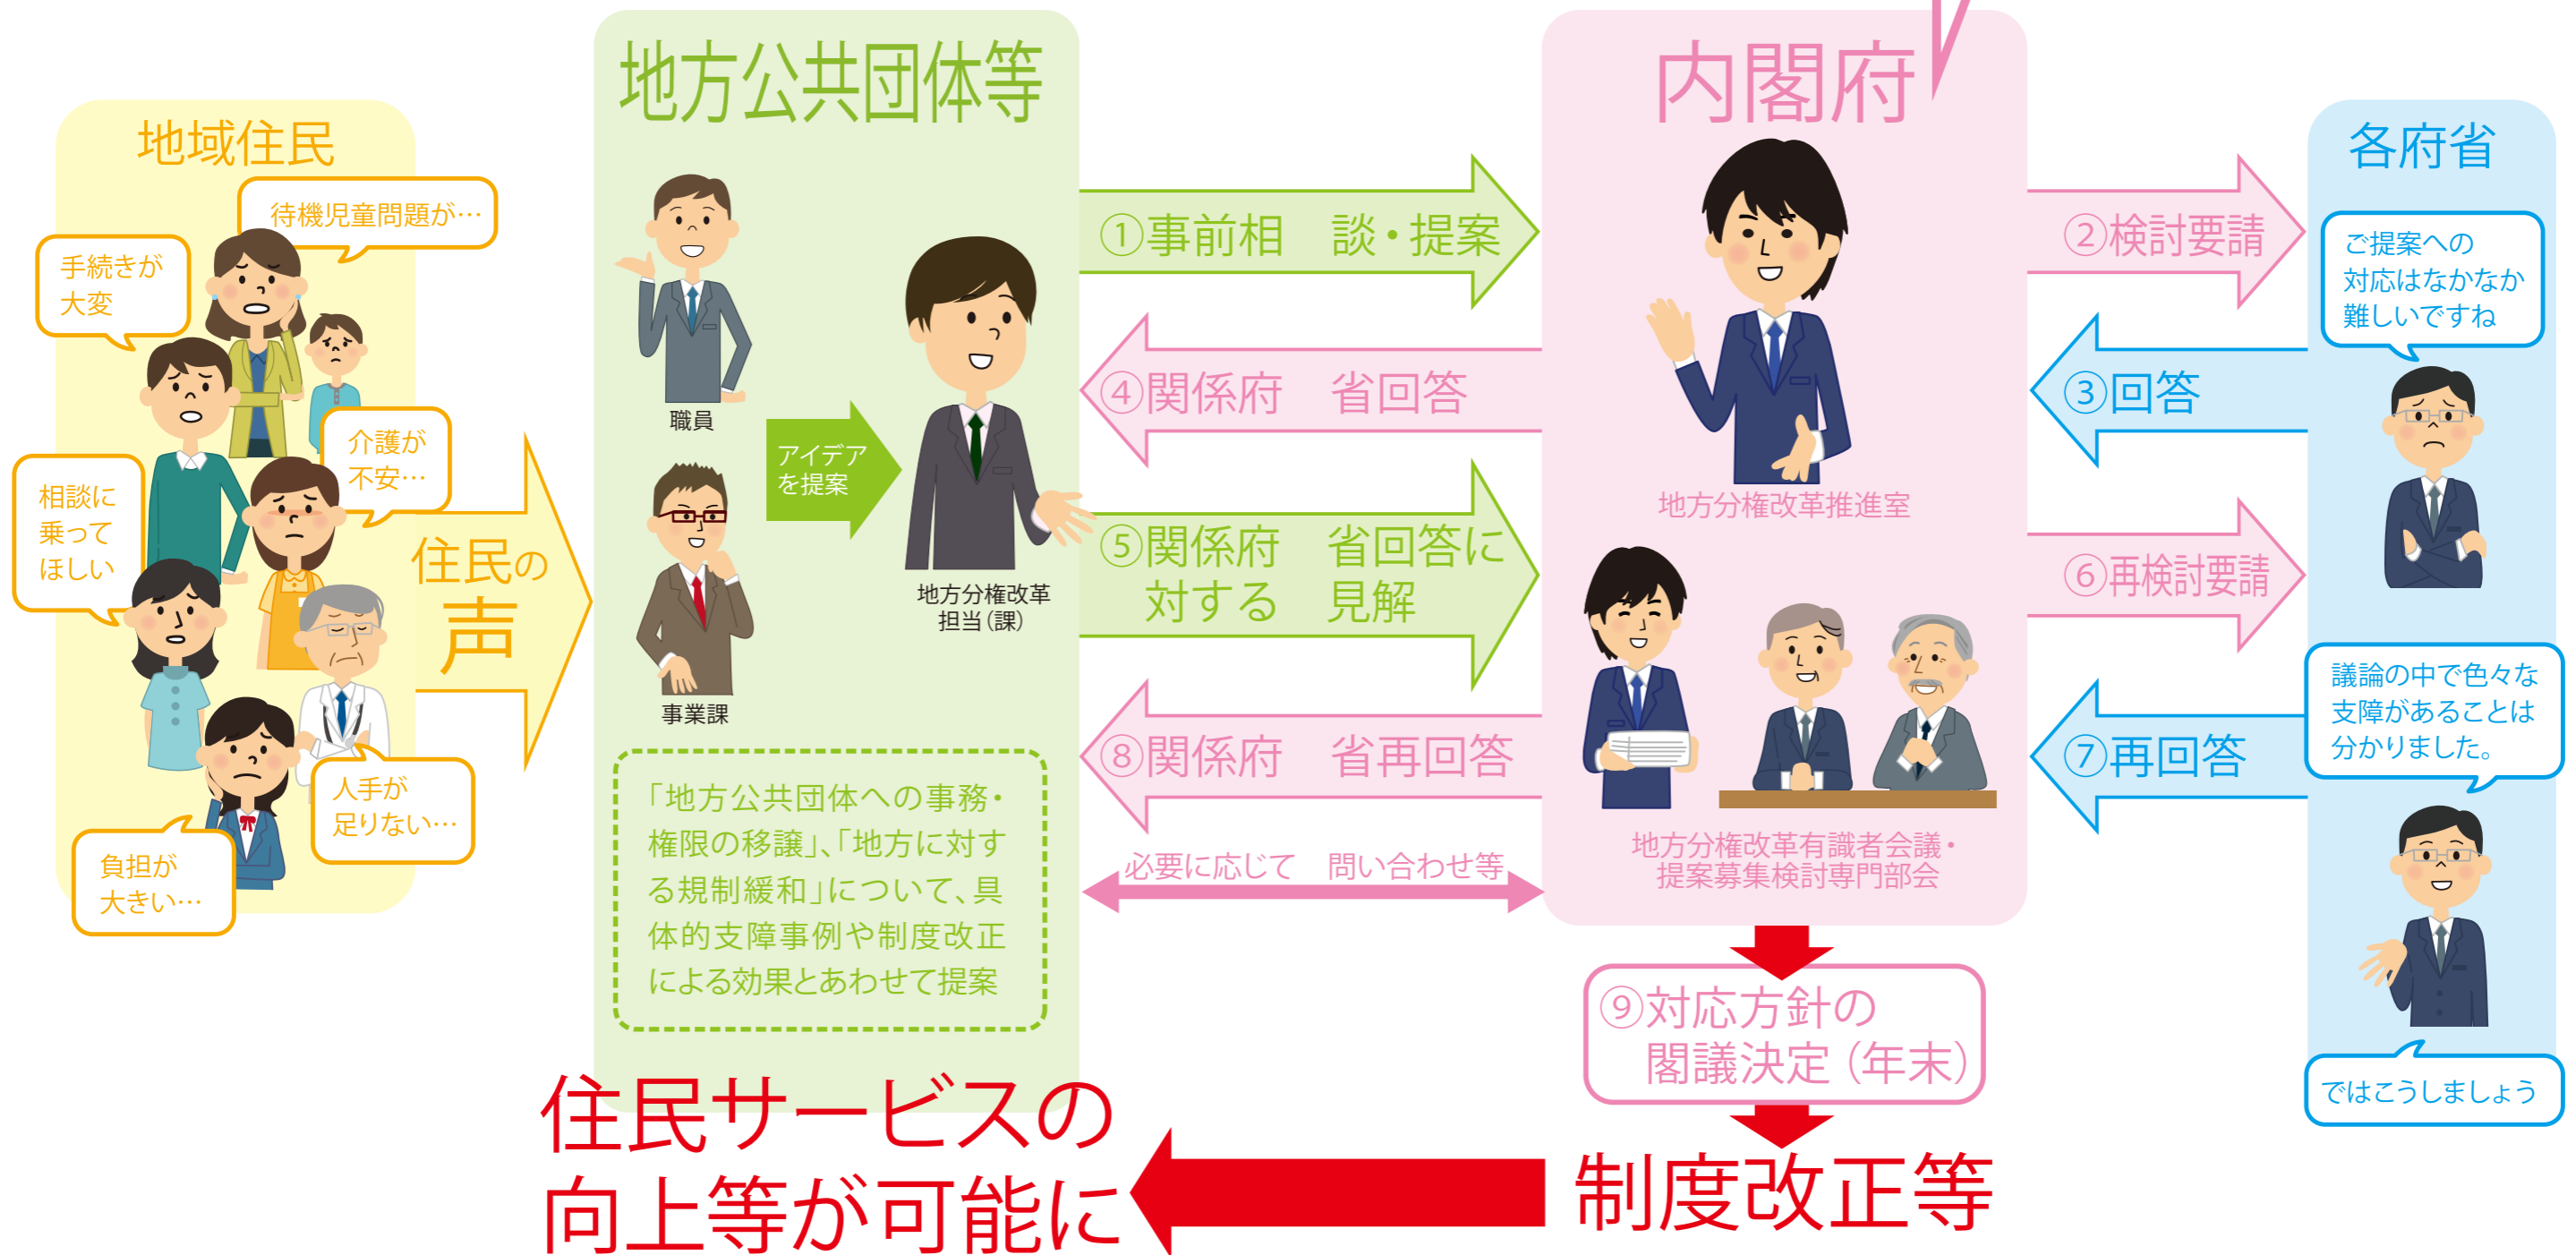 地域住民
待機児童問題が…
手続きが
大変
介護が
不安…
相談に
乗って
ほしい
人手が
足りない…
負担が
大きい…
住民の
声
地方公共団体等
職員
アイデア
を提案
事業課
地方分権改革
担当（課）
「地方公共団体への事務・
権限の移譲」、「地方に対す
る規制緩和」について、具
体的支障事例や制度改正
による効果とあわせて提案
①事前相　談・提案
④関係府　省回答
⑤関係府　省回答に
対する　見解
⑧関係府　省再回答
必要に応じて　問い合わせ等
内閣府
地方分権改革推進室
地方分権改革有識者会議・
提案募集検討専門部会
②検討要請
③回答
⑥再検討要請
⑦再回答
各府省
ご提案への
対応はなかなか
難しいですね
議論の中で色々な
支障があることは
分かりました。
ではこうしましょう
⑨対応方針の
閣議決定（年末）
制度改正等
住民サービスの
向上等が可能に